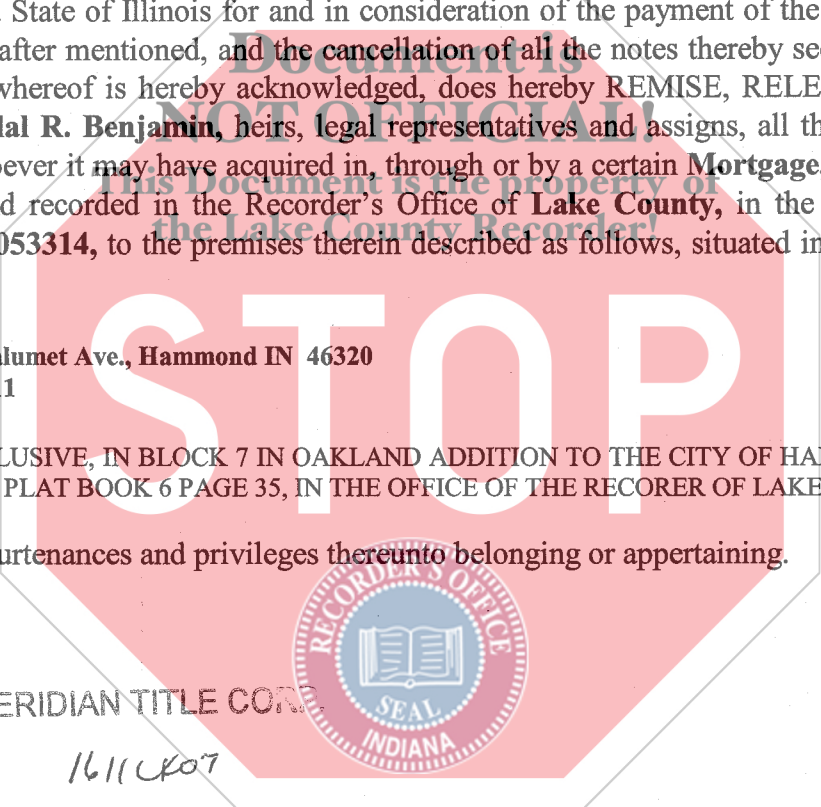 State of Illinois for and in consideration of the payment of the
after mentioned, and the cancellation of all the notes thereby se
Document is
whereof is hereby acknowledged, does hereby REMISE, RELE
NOT OFFICIAL!
lal R. Benjamin, heirs, legal representatives and assigns, all th
ever it may have acquired in, through or by a certain Mortgage
This Document is the property of
d recorded in the Recorder's Office of Lake County, in the
the Lake County Recorder!
053314, to the premises therein described as follows, situated in
STOP
lumet Ave., Hammond IN 46320
1
LUSIVE, IN BLOCK 7 IN OAKLAND ADDITION TO THE CITY OF HA
PLAT BOOK 6 PAGE 35, IN THE OFFICE OF THE RECORER OF LAKE
urtenances and privileges thereunto belonging or appertaining.
RECORDER'S OFFICE
SEAL
INDIANA
ERIDIAN TITLE CORP.